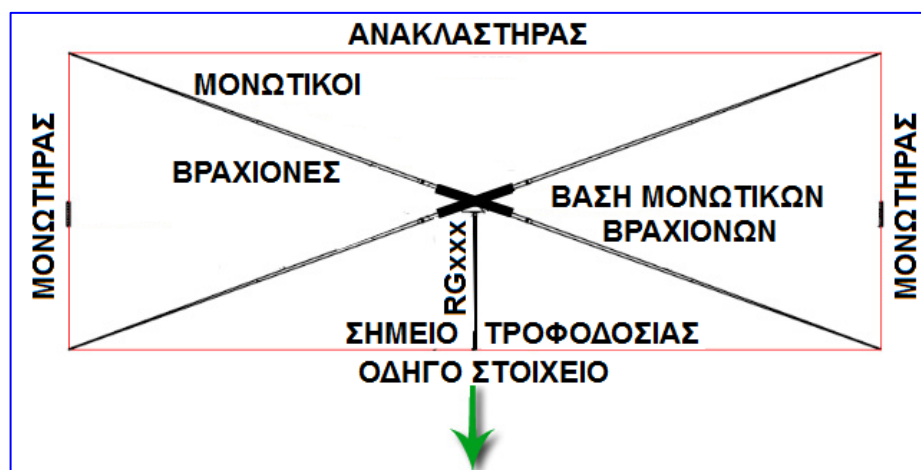 ΑΝΑΚΛΑΣΤΗΡΑΣ
ΜΟΝΩΤΙΚΟΙ
ΒΡΑΧΙΟΝΕΣ
ΜΟΝΩΤΗΡΑΣ
ΜΟΝΩΤΗΡΑΣ
ΒΑΣΗ ΜΟΝΩΤΙΚΩΝ
ΒΡΑΧΙΟΝΩΝ
RGxxx
ΣΗΜΕΙΟ ΤΡΟΦΟΔΟΣΙΑΣ
ΟΔΗΓΟ ΣΤΟΙΧΕΙΟ